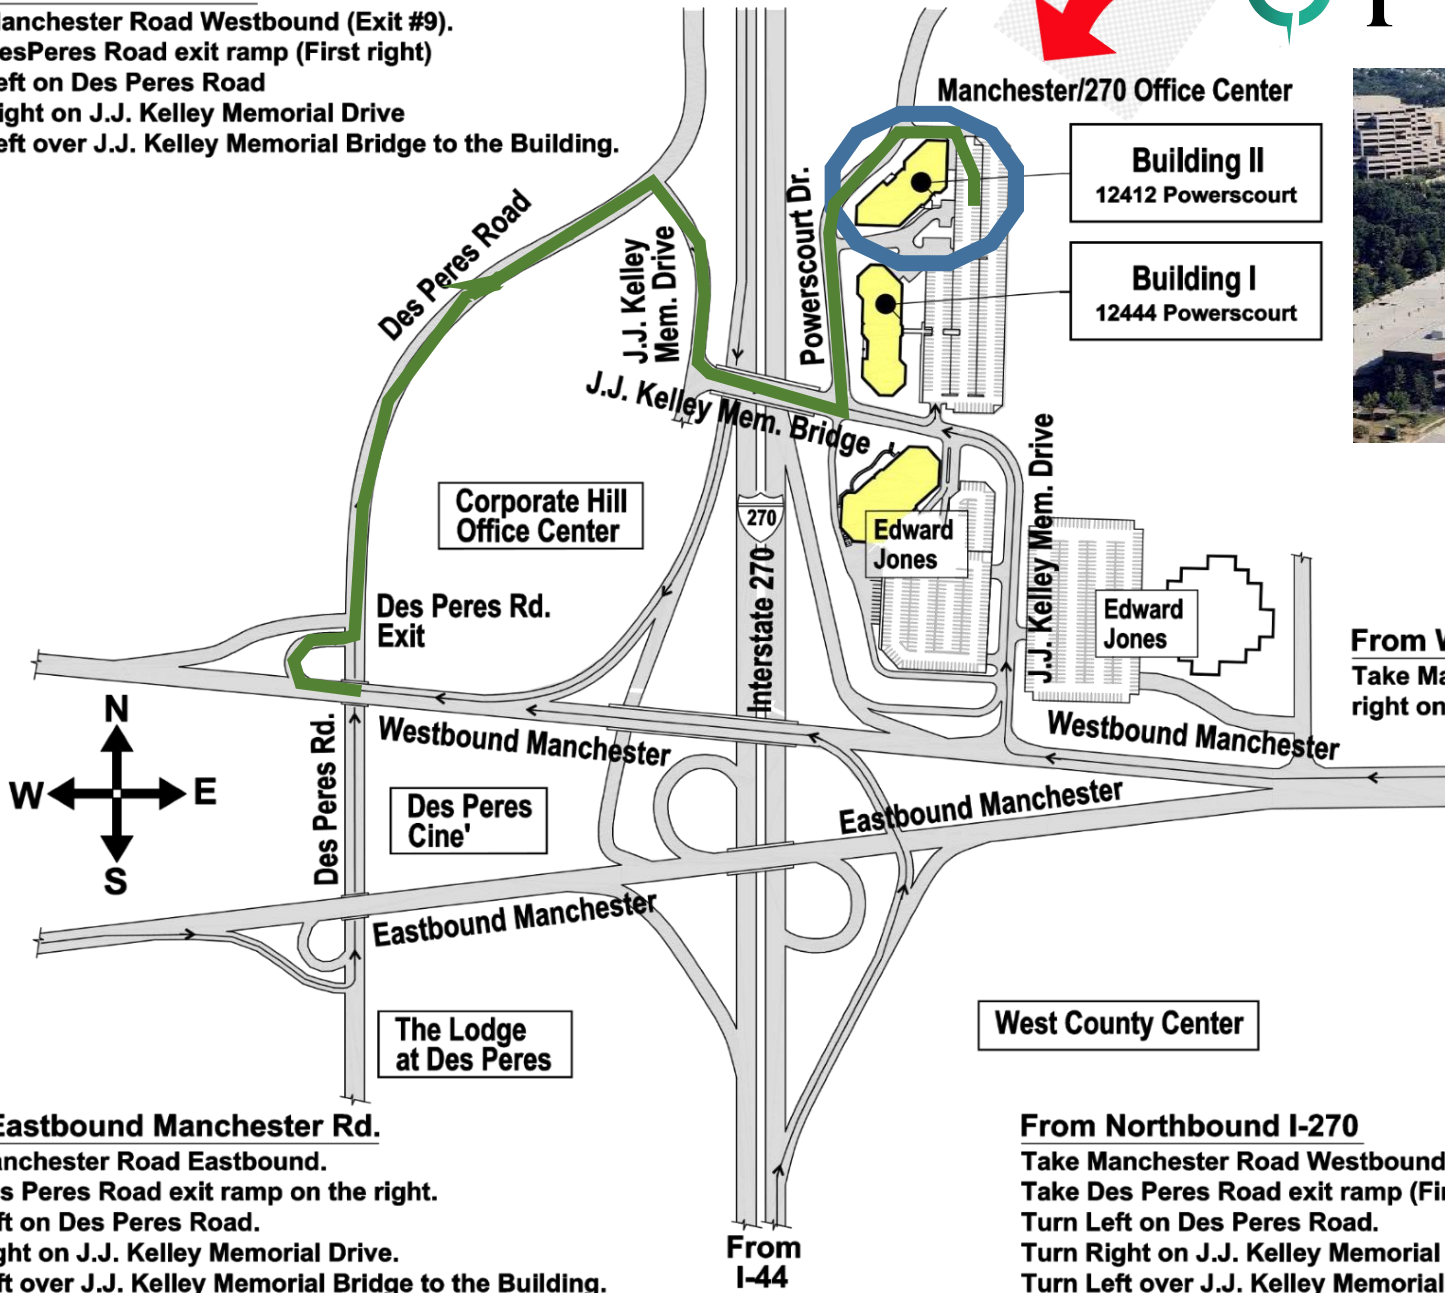 anchester Road Westbound (Exit #9).
esPeres Road exit ramp (First right)
eft on Des Peres Road
ight on J.J. Kelley Memorial Drive
eft over J.J. Kelley Memorial Bridge to the Building.
Manchester/270 Office Center
Building II
12412 Powerscourt
Building I
12444 Powerscourt
Powerscourt Dr.
Des Peres Road
J.J. Kelley
Mem. Drive
J.J. Kelley Mem. Bridge
Corporate Hill
Office Center
270
Interstate 270
Edward
Jones
J.J. Kelley Mem. Drive
Edward
Jones
Des Peres Rd.
Exit
From W
Take Ma
right on
N
W
E
S
Des Peres Rd.
Westbound Manchester
Westbound Manchester
Des Peres
Cine'
Eastbound Manchester
Eastbound Manchester
The Lodge
at Des Peres
West County Center
Eastbound Manchester Rd.
anchester Road Eastbound.
s Peres Road exit ramp on the right.
ft on Des Peres Road.
ght on J.J. Kelley Memorial Drive.
ft over J.J. Kelley Memorial Bridge to the Building.
From
I-44
From Northbound I-270
Take Manchester Road Westbound
Take Des Peres Road exit ramp (Fi
Turn Left on Des Peres Road.
Turn Right on J.J. Kelley Memorial
Turn Left over J.J. Kelley Memorial